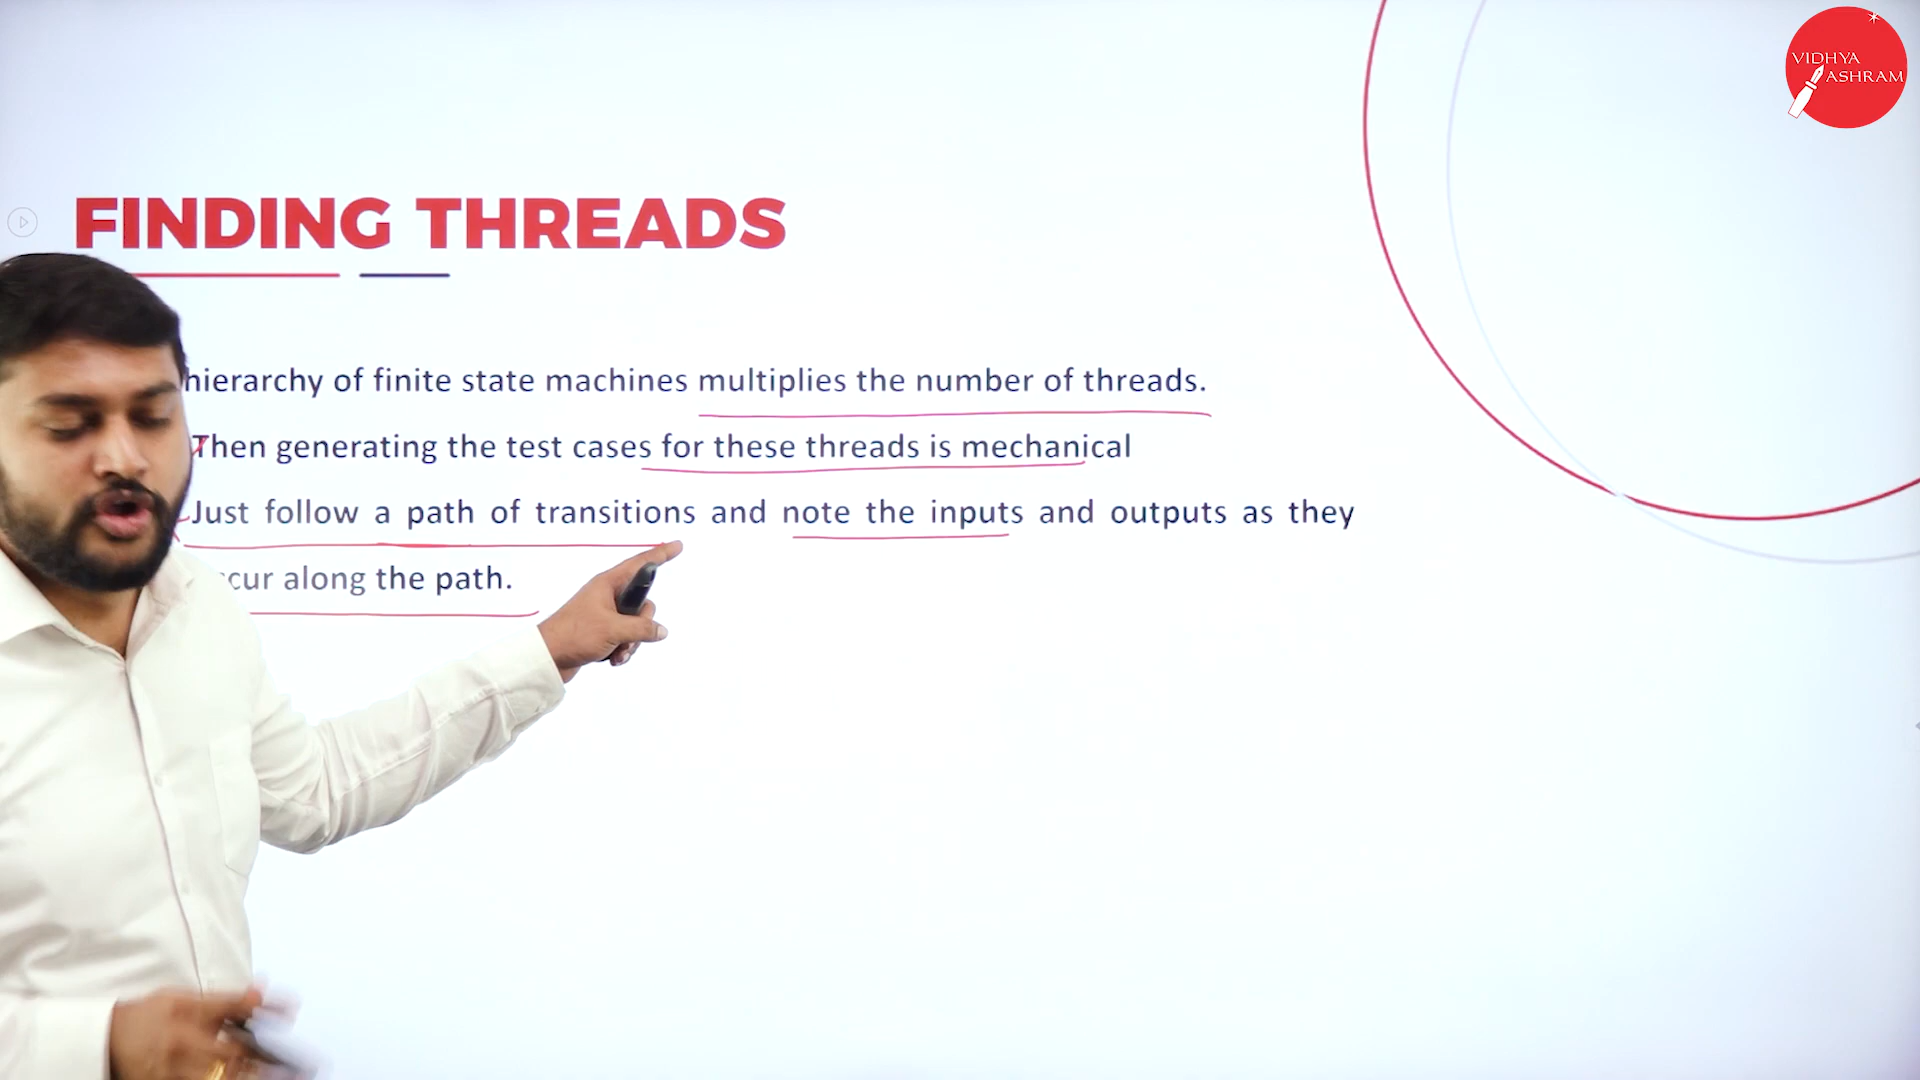 VIDHYA
ASHRAM
FINDING THREADS
hierarchy of finite state machines multiplies the number of threads.
Then generating the test cases for these threads is mechanical
Just follow a path of transitions and note the inputs and outputs as they
along the path.